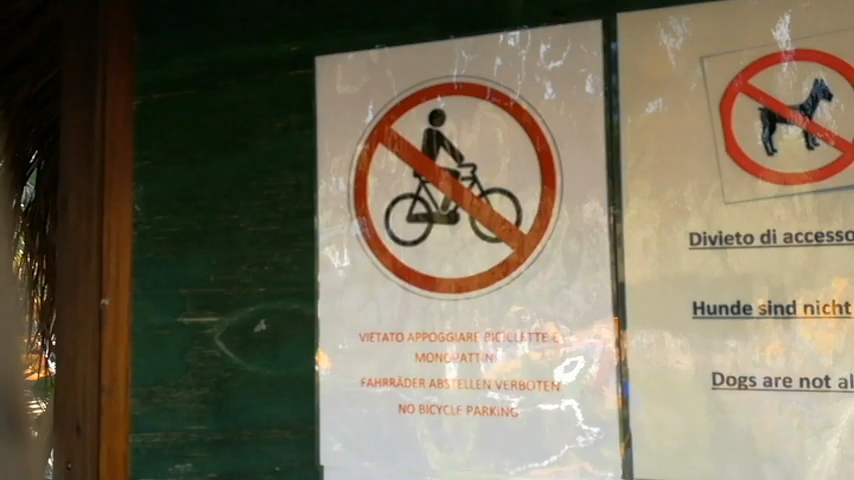 VIETATO APPOGGIARE BICICLETTE E
MONOPATTINI
FAHRRÄDER ABSTELLEN VERBOTEN
NO BICYCLE PARKING
Divieto di accesso
Hunde sind nicht
Dogs are not al